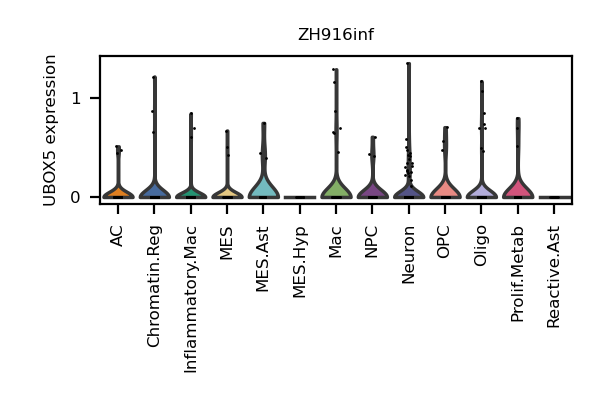 ZH916inf
UBOX5 expression
1
0
AC
Chromatin.Reg
Inflammatory.Mac
MES
MES.Ast
MES.Hyp
Mac
NPC
Neuron
OPC
Oligo
Prolif.Metab
Reactive.Ast